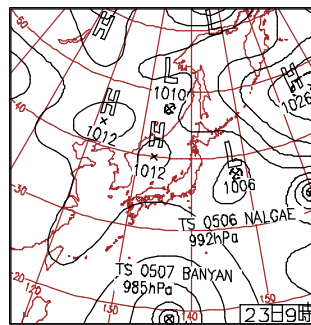 H
L
L
1010
H
1026
H
1012
H
1012
L
1006
TS 0506 NALGAE
992hPa
TS 0507 BANYAN
985hPa
50
40
30
20
120
130
140
150
23日9時